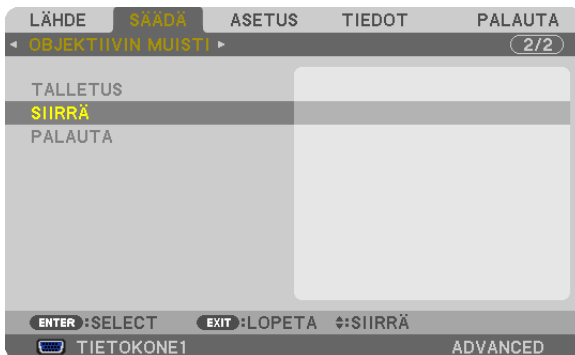 LÄHDE SÄÄDÄ ASETUS TIEDOT PALAUTA
◂ OBJEKTIIVIN MUISTI ▸ 2/2
TALLETUS
SIIRRÄ
PALAUTA
ENTER :SELECT EXIT :LOPETA ♦:SIIRRÄ
TIETOKONE1 ADVANCED